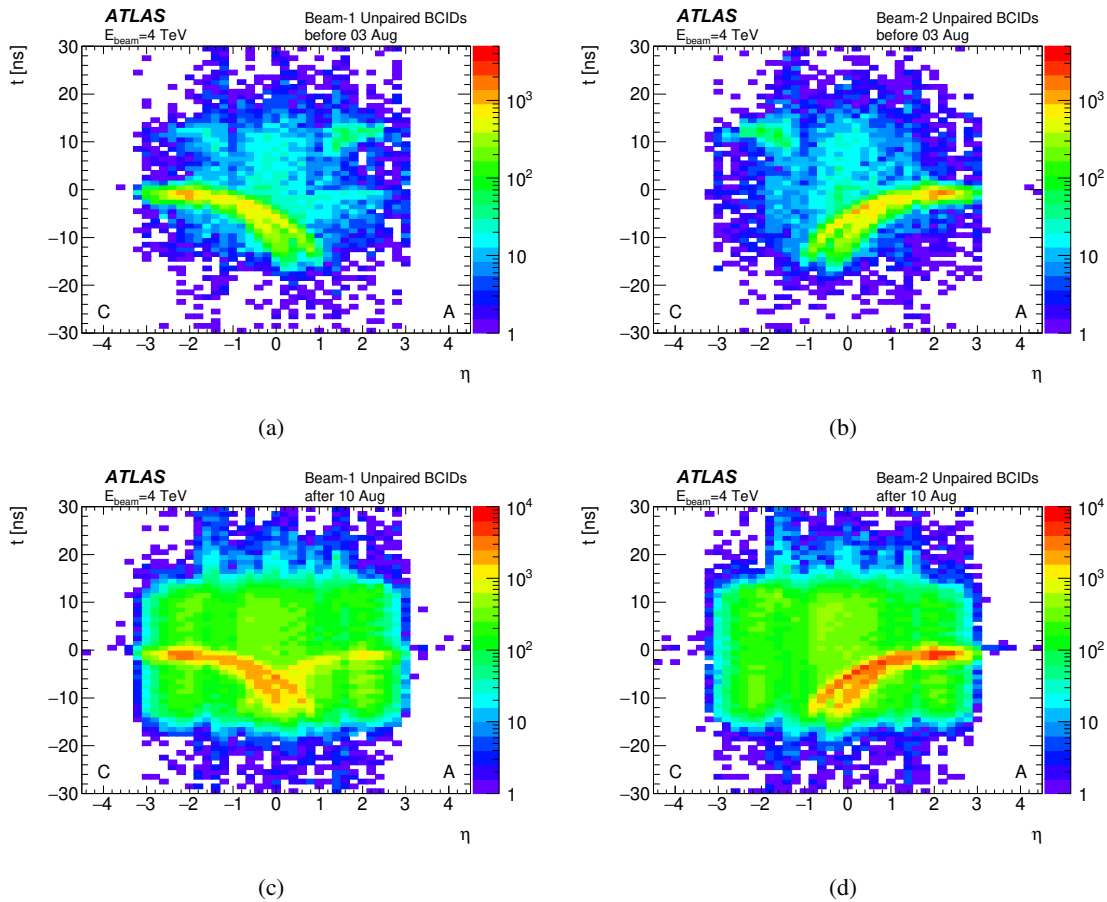 ATLAS Beam-1 Unpaired BCIDs
E_beam=4 TeV before 03 Aug
t [ns]
30
20
10
0
−10
−20
−30
C A
−4 −3 −2 −1 0 1 2 3 4
η
10³
10²
10
1
(a)
ATLAS Beam-2 Unpaired BCIDs
E_beam=4 TeV before 03 Aug
t [ns]
30
20
10
0
−10
−20
−30
C A
−4 −3 −2 −1 0 1 2 3 4
η
10³
10²
10
1
(b)
ATLAS Beam-1 Unpaired BCIDs
E_beam=4 TeV after 10 Aug
t [ns]
30
20
10
0
−10
−20
−30
C A
−4 −3 −2 −1 0 1 2 3 4
η
10⁴
10³
10²
10
1
(c)
ATLAS Beam-2 Unpaired BCIDs
E_beam=4 TeV after 10 Aug
t [ns]
30
20
10
0
−10
−20
−30
C A
−4 −3 −2 −1 0 1 2 3 4
η
10⁴
10³
10²
10
1
(d)